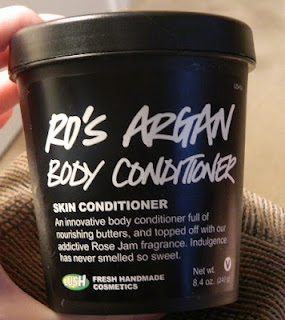 RO'S ARGAN
BODY CONDITIONER
SKIN CONDITIONER
An innovative body conditioner full of
nourishing butters, and topped off with our
addictive Rose Jam fragrance. Indulgence
has never smelled so sweet.
LUSH
FRESH HANDMADE
COSMETICS
Net wt.
8.4 oz. (240g)
V